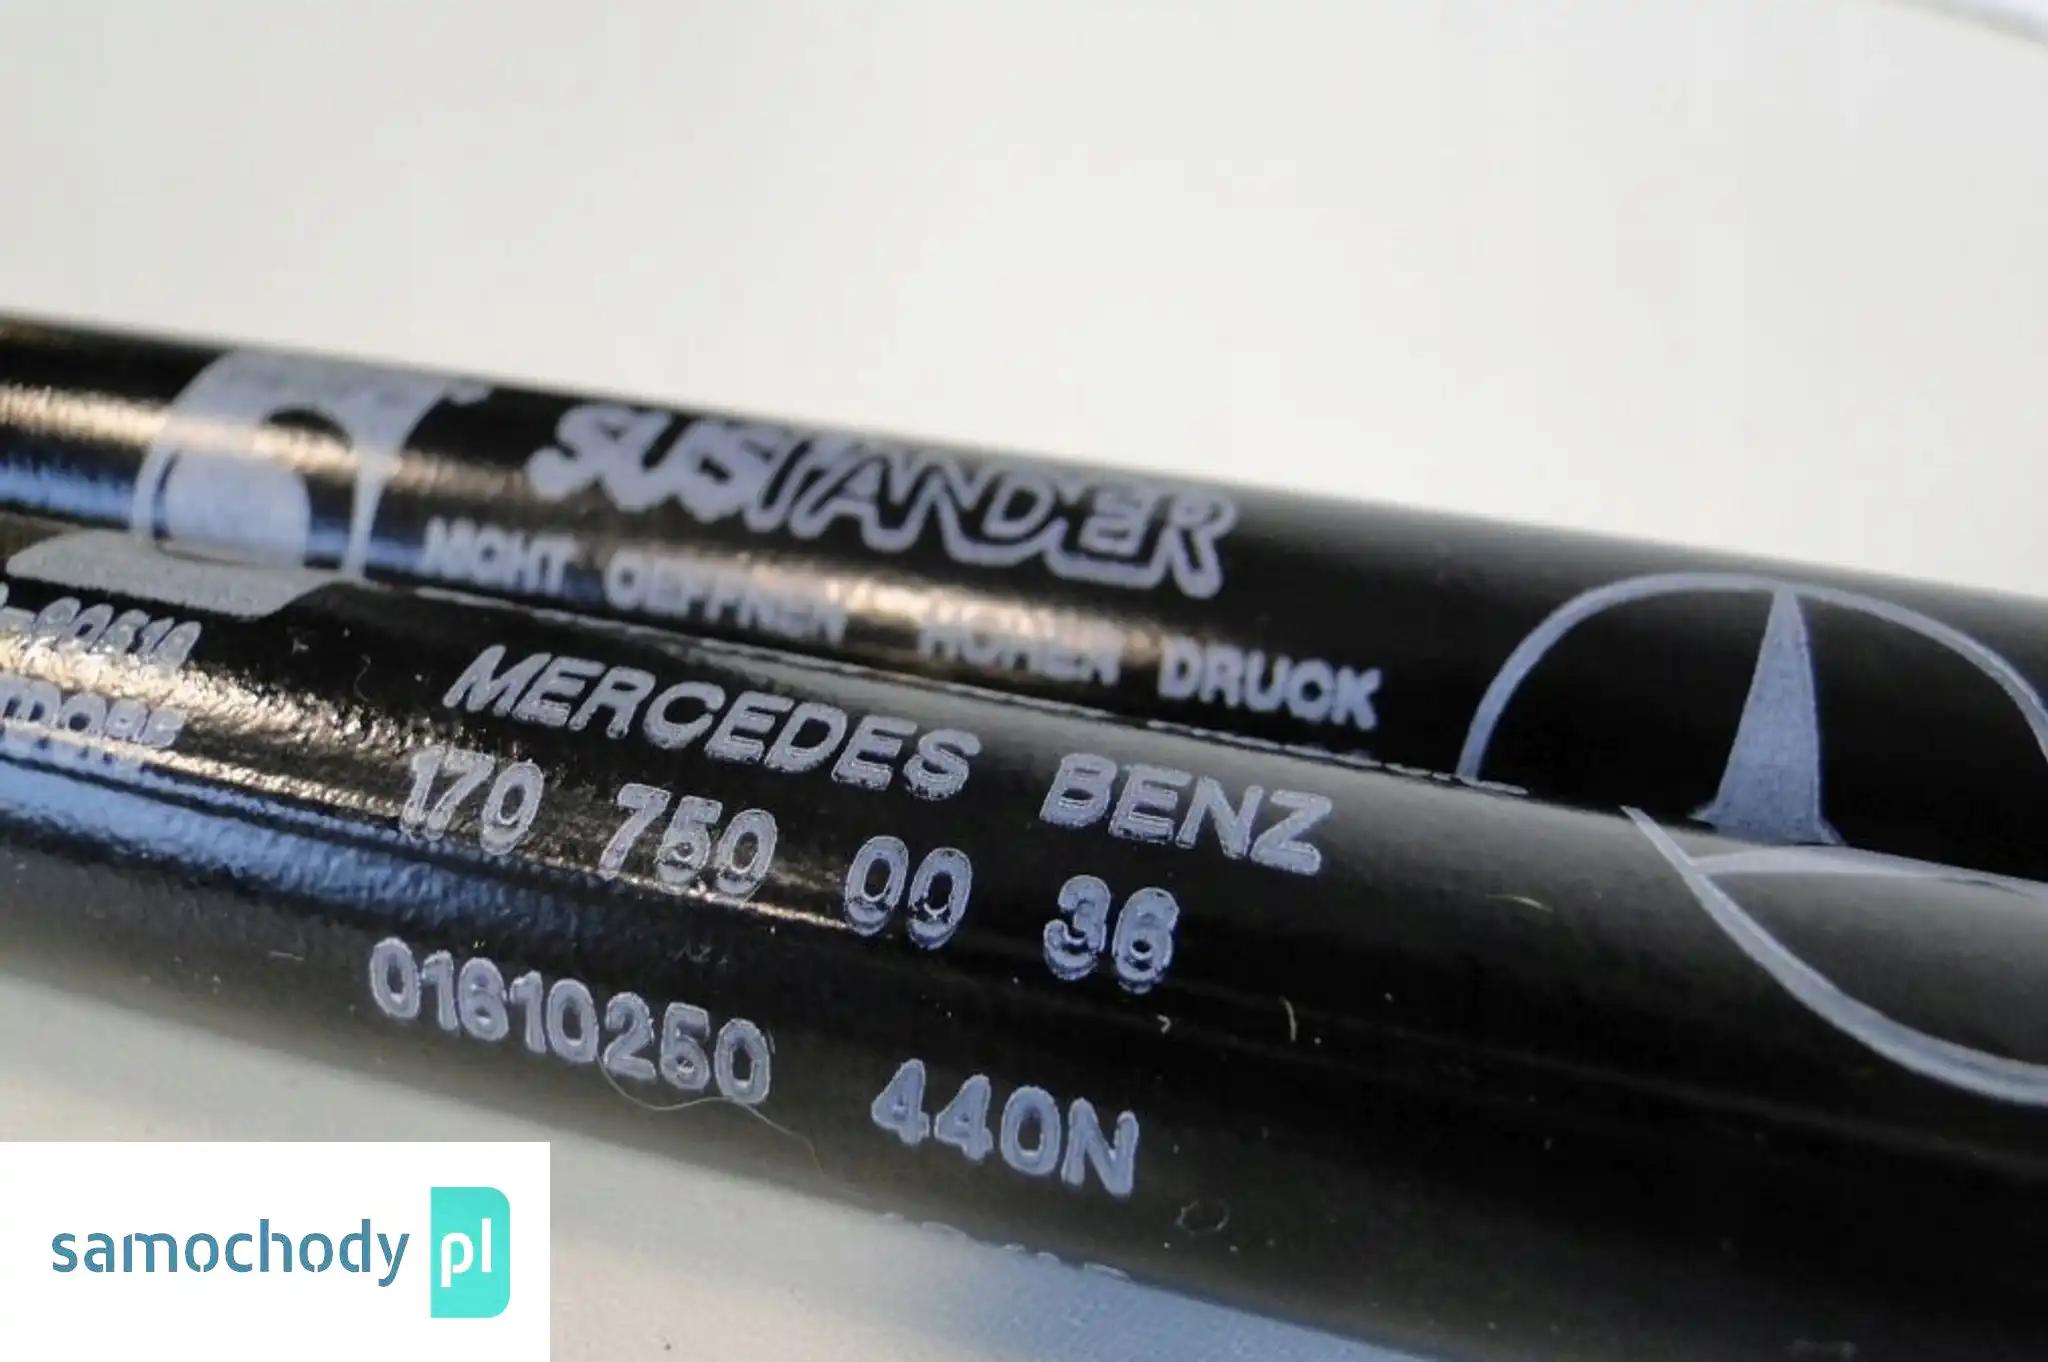 SUSTANDER
NICHT OEFFNEN HOHER DRUCK
MERCEDES BENZ
170 750 00 36
01610250 440N
samochody pl